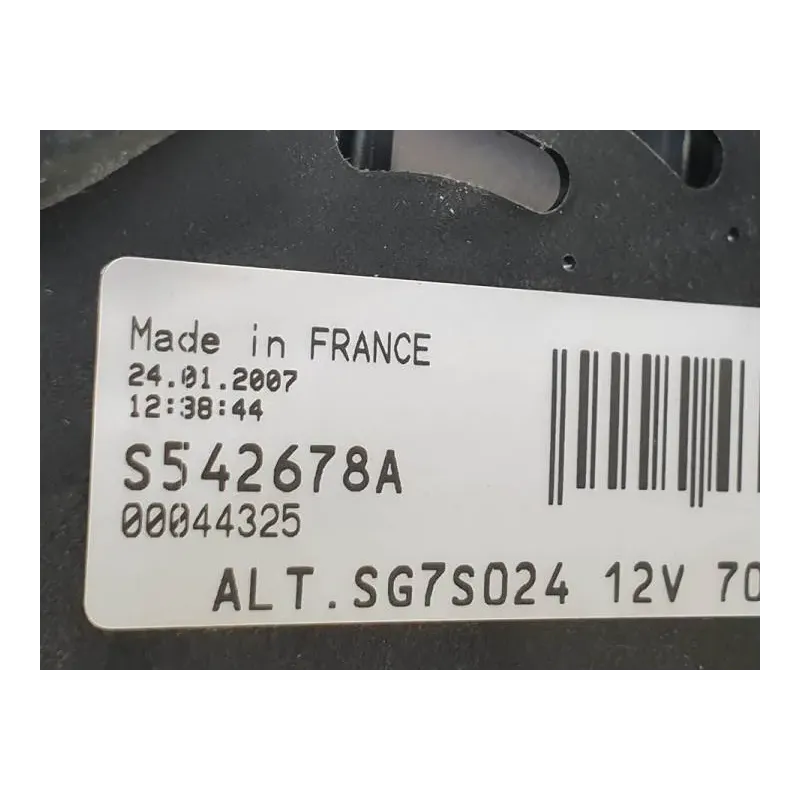 Made in FRANCE
24.01.2007
12:38:44
S542678A
00044325
ALT.SG7S024 12V 70